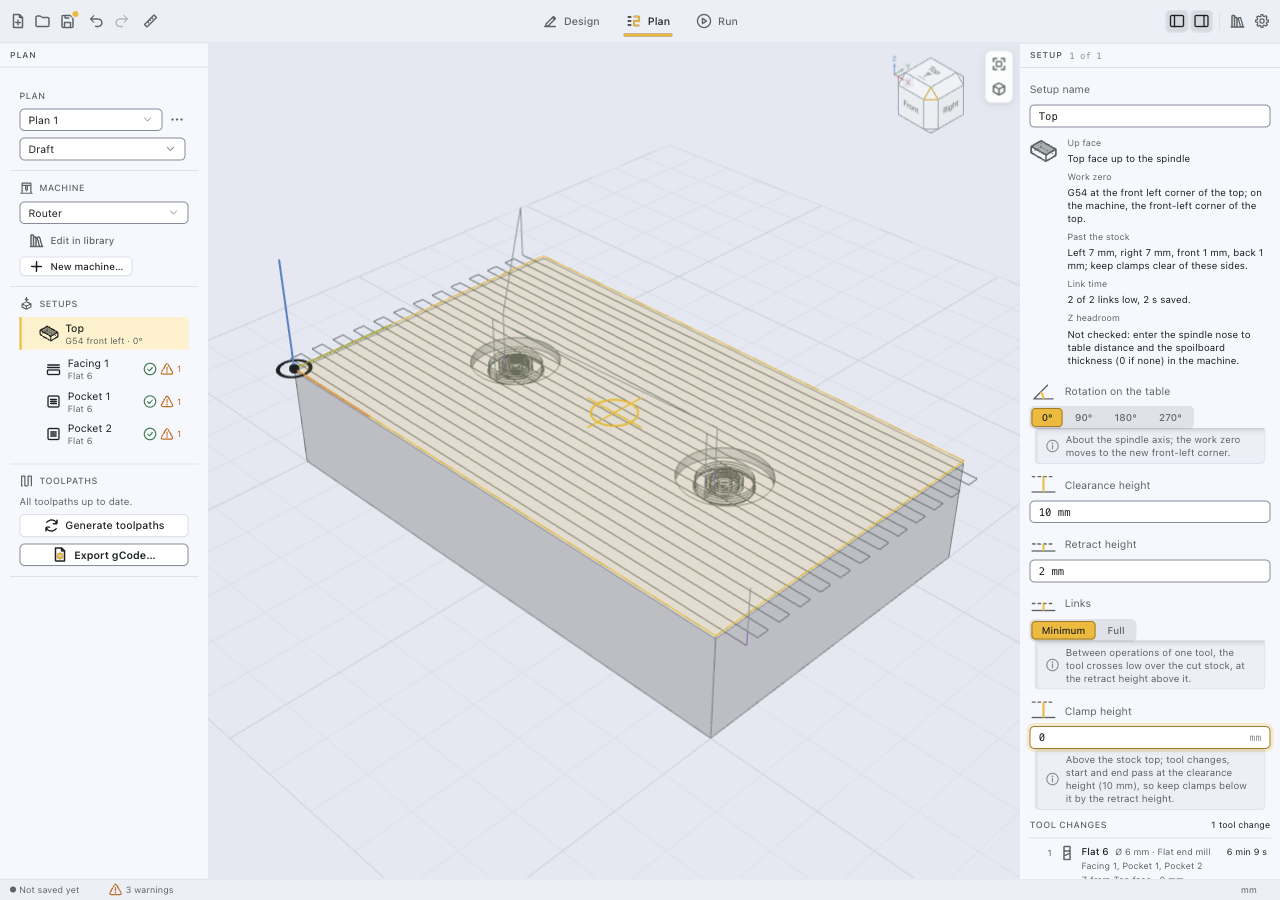 Design
Plan
Run
PLAN
PLAN
Plan 1
Draft
MACHINE
Router
Edit in library
New machine...
SETUPS
Top
G54 front left · 0°
Facing 1
Flat 6
1
Pocket 1
Flat 6
1
Pocket 2
Flat 6
1
TOOLPATHS
All toolpaths up to date.
Generate toolpaths
Export gCode...
Not saved yet
3 warnings
Z
X
Front
Right
SETUP 1 of 1
Setup name
Top
Up face
Top face up to the spindle
Work zero
G54 at the front left corner of the top; on
the machine, the front-left corner of the
top.
Past the stock
Left 7 mm, right 7 mm, front 1 mm, back 1
mm; keep clamps clear of these sides.
Link time
2 of 2 links low, 2 s saved.
Z headroom
Not checked: enter the spindle nose to
table distance and the spoilboard
thickness (0 if none) in the machine.
Rotation on the table
0° 90° 180° 270°
About the spindle axis; the work zero
moves to the new front-left corner.
Clearance height
10 mm
Retract height
2 mm
Links
Minimum Full
Between operations of one tool, the
tool crosses low over the cut stock, at
the retract height above it.
Clamp height
0 mm
Above the stock top; tool changes,
start and end pass at the clearance
height (10 mm), so keep clamps below
it by the retract height.
TOOL CHANGES 1 tool change
1 Flat 6 Ø 6 mm · Flat end mill 6 min 9 s
Facing 1, Pocket 1, Pocket 2
mm